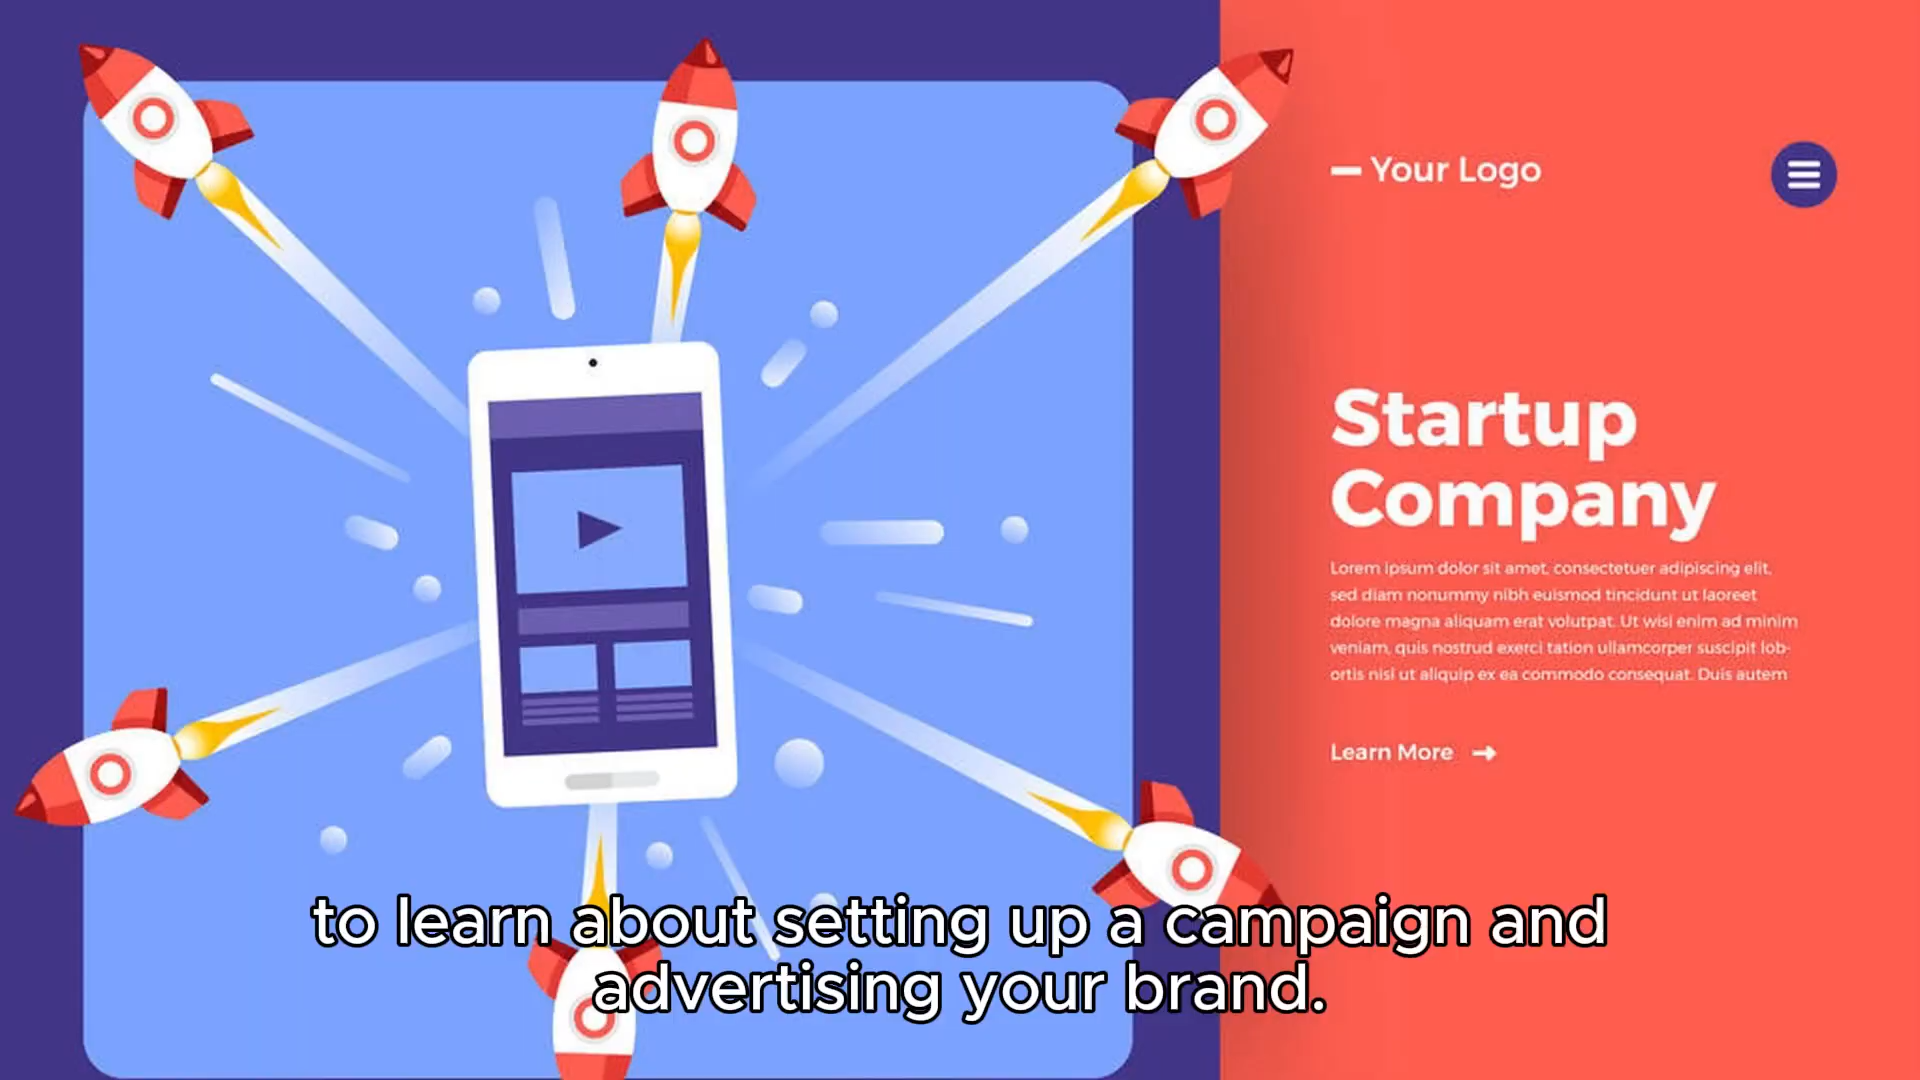 Your Logo
Startup
Company
Lorem ipsum dolor sit amet, consectetuer adipiscing elit,
sed diam nonummy nibh euismod tincidunt ut laoreet
dolore magna aliquam erat volutpat. Ut wisi enim ad minim
veniam, quis nostrud exerci tation ullamcorper suscipit lob-
ortis nisl ut aliquip ex ea commodo consequat. Duis autem
Learn More
to learn about setting up a campaign and
advertising your brand.